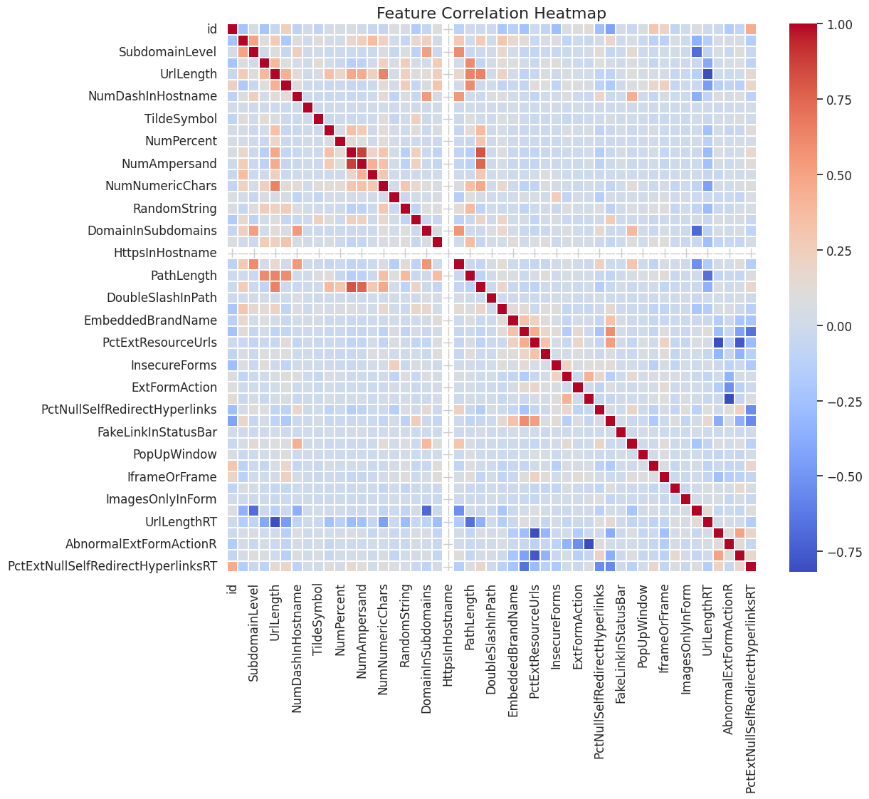 Feature Correlation Heatmap
id
SubdomainLevel
UrlLength
NumDashInHostname
TildeSymbol
NumPercent
NumAmpersand
NumNumericChars
RandomString
DomainInSubdomains
HttpsInHostname
PathLength
DoubleSlashInPath
EmbeddedBrandName
PctExtResourceUrls
InsecureForms
ExtFormAction
PctNullSelfRedirectHyperlinks
FakeLinkInStatusBar
PopUpWindow
IframeOrFrame
ImagesOnlyInForm
UrlLengthRT
AbnormalExtFormActionR
PctExtNullSelfRedirectHyperlinksRT
id
SubdomainLevel
UrlLength
NumDashInHostname
TildeSymbol
NumPercent
NumAmpersand
NumNumericChars
RandomString
DomainInSubdomains
HttpsInHostname
PathLength
DoubleSlashInPath
EmbeddedBrandName
PctExtResourceUrls
InsecureForms
ExtFormAction
PctNullSelfRedirectHyperlinks
FakeLinkInStatusBar
PopUpWindow
IframeOrFrame
ImagesOnlyInForm
UrlLengthRT
AbnormalExtFormActionR
PctExtNullSelfRedirectHyperlinksRT
1.00
0.75
0.50
0.25
0.00
−0.25
−0.50
−0.75